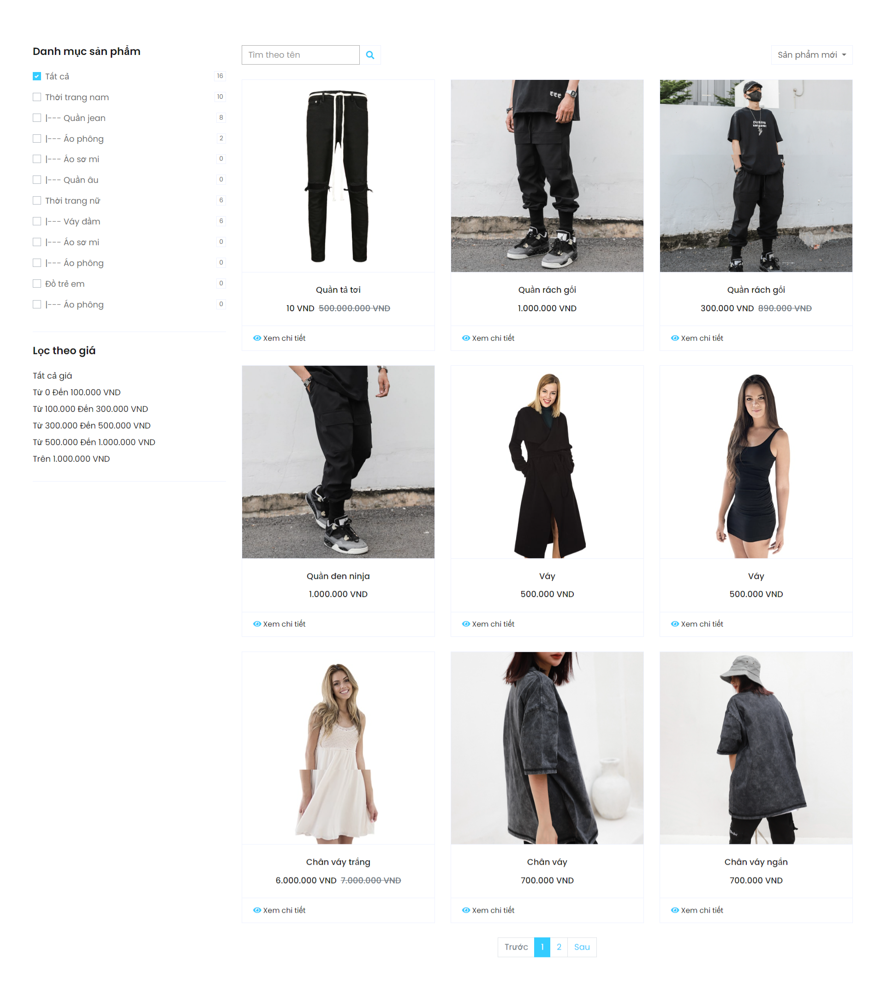 Danh mục sản phẩm
Tất cả 16
Thời trang nam 10
|--- Quần jean 8
|--- Áo phông 2
|--- Áo sơ mi 0
|--- Quần âu 0
Thời trang nữ 6
|--- Váy đầm 6
|--- Áo sơ mi 0
|--- Áo phông 0
Đồ trẻ em 0
|--- Áo phông 0
Lọc theo giá
Tất cả giá
Từ 0 Đến 100.000 VND
Từ 100.000 Đến 300.000 VND
Từ 300.000 Đến 500.000 VND
Từ 500.000 Đến 1.000.000 VND
Trên 1.000.000 VND
Tìm theo tên
Sản phẩm mới
Quần tả tơi
10 VND 500.000.000 VND
Xem chi tiết
Quần rách gối
1.000.000 VND
Xem chi tiết
Quần rách gối
300.000 VND 890.000 VND
Xem chi tiết
Quần đen ninja
1.000.000 VND
Xem chi tiết
Váy
500.000 VND
Xem chi tiết
Váy
500.000 VND
Xem chi tiết
Chân váy trắng
6.000.000 VND 7.000.000 VND
Xem chi tiết
Chân váy
700.000 VND
Xem chi tiết
Chân váy ngắn
700.000 VND
Xem chi tiết
Trước 1 2 Sau